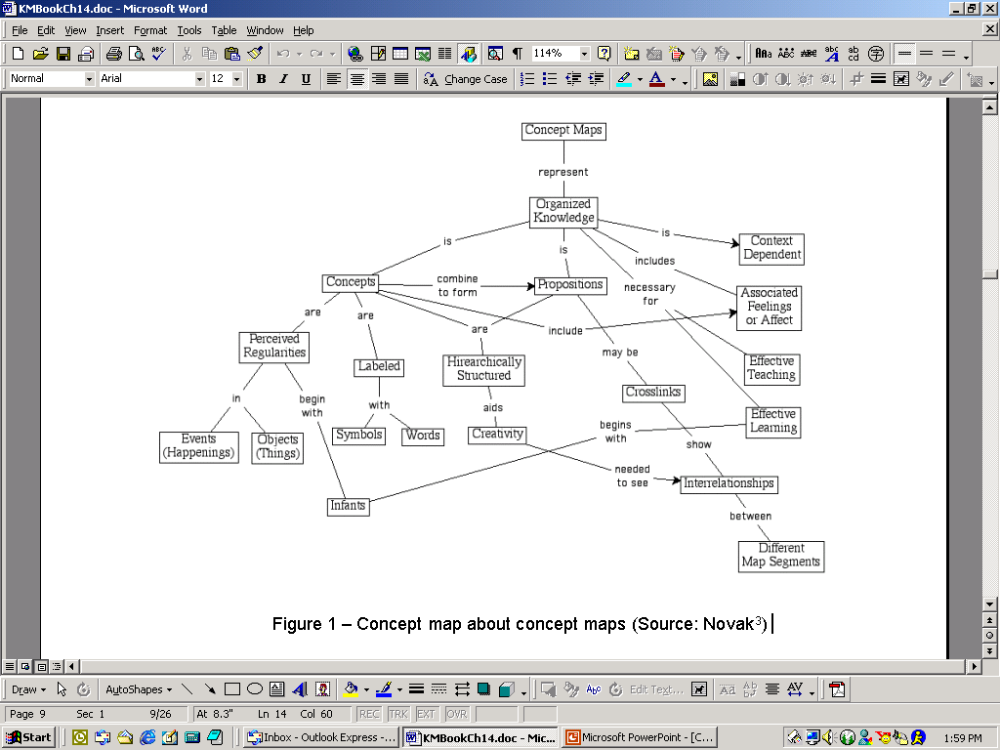 KMBookCh14.doc - Microsoft Word
File Edit View Insert Format Tools Table Window Help
114%
Normal Arial 12 B I U Change Case
Concept Maps
represent
Organized
Knowledge
is
is
is
includes
necessary
for
Context
Dependent
Concepts
combine
to form
Propositions
Associated
Feelings
or Affect
are
are
are
include
may be
Perceived
Regularities
Labeled
Hirearchically
Structured
Effective
Teaching
Crosslinks
in
begin
with
with
aids
begins
with
Effective
Learning
Events
(Happenings)
Objects
(Things)
Symbols
Words
Creativity
show
needed
to see
Interrelationships
Infants
between
Different
Map Segments
Figure 1 – Concept map about concept maps (Source: Novak³)
Draw AutoShapes Edit Text...
Page 9 Sec 1 9/26 At 8.3" Ln 14 Col 60 REC TRK EXT OVR
Start Inbox - Outlook Express -... KMBookCh14.doc - Mic... Microsoft PowerPoint - [C... 1:59 PM